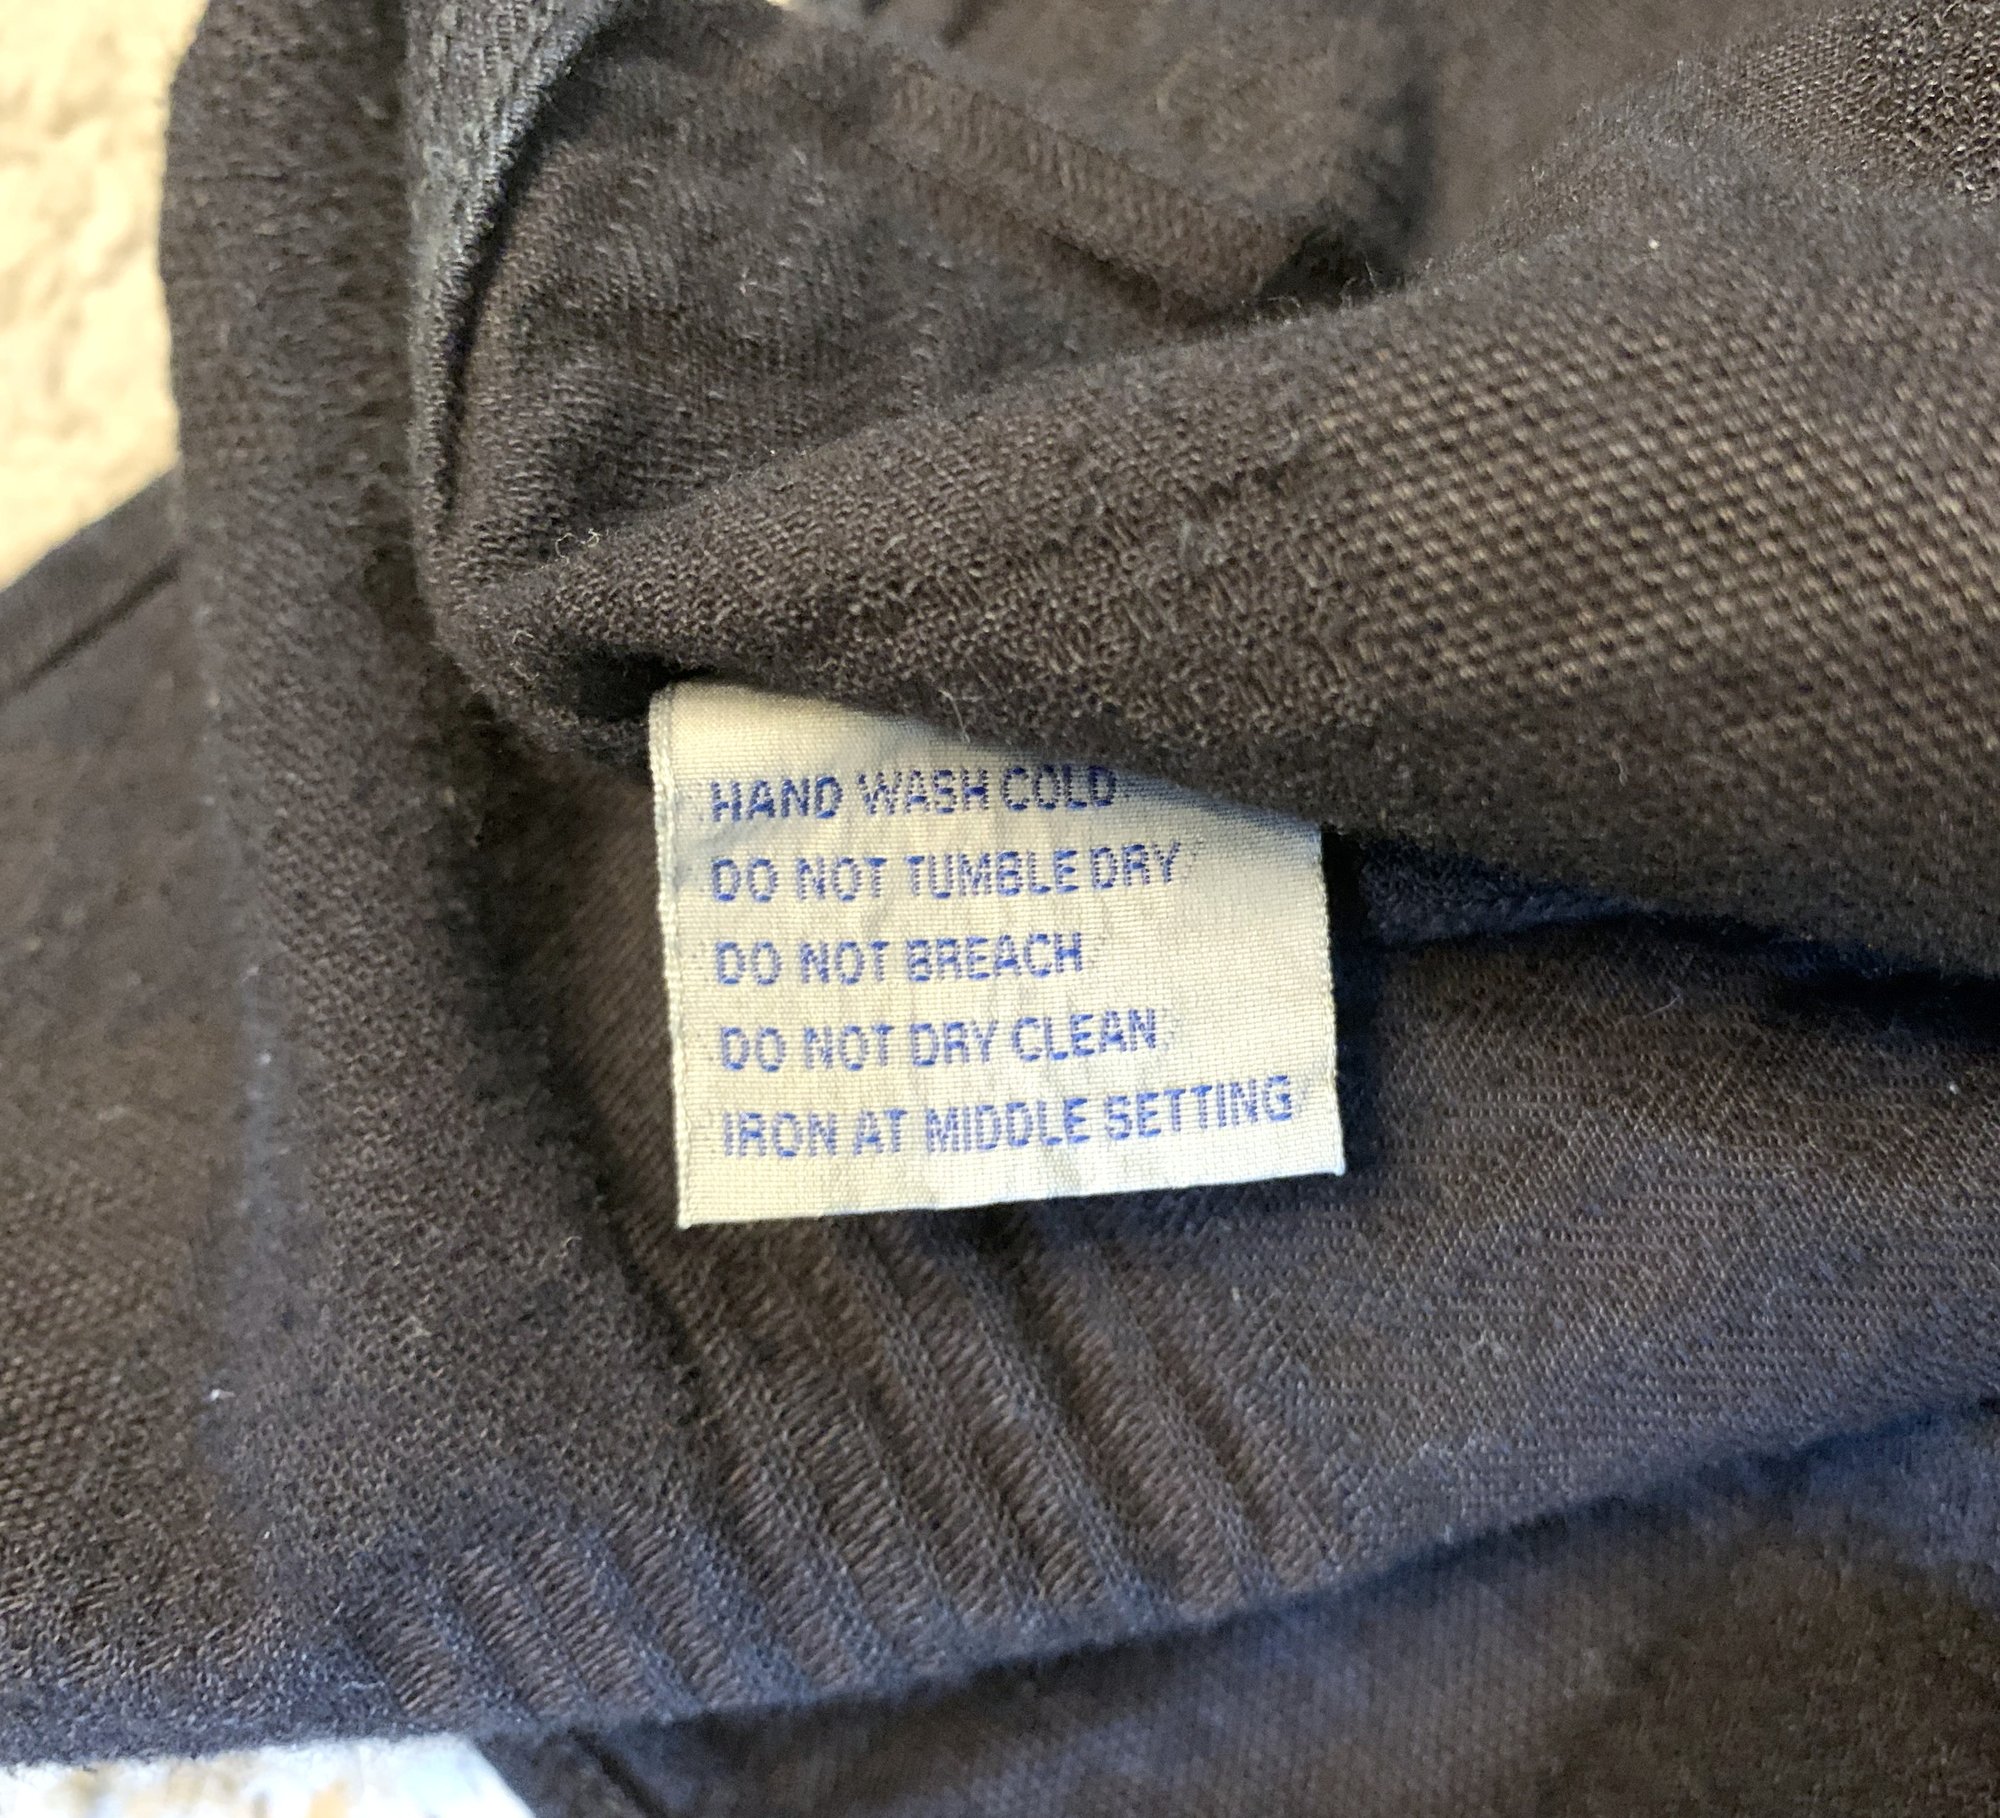 HAND WASH COLD
DO NOT TUMBLE DRY
DO NOT BREACH
DO NOT DRY CLEAN
IRON AT MIDDLE SETTING